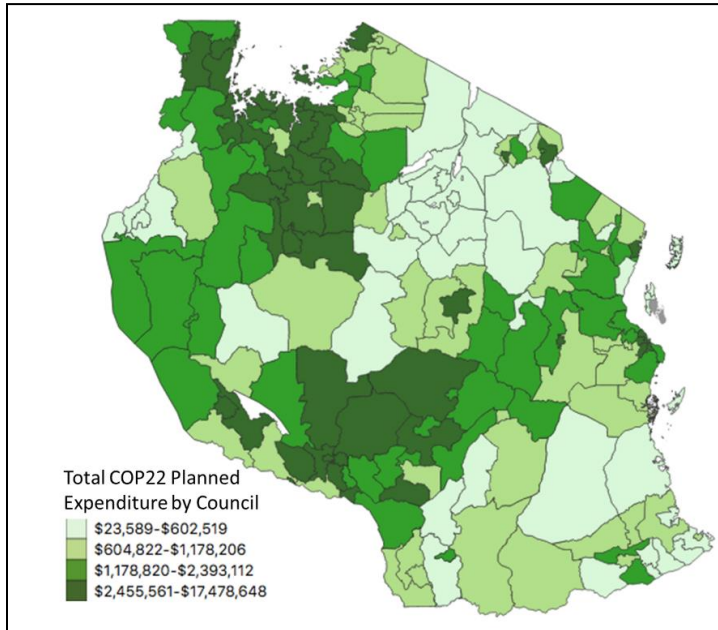 Total COP22 Planned
Expenditure by Council
$23,589-$602,519
$604,822-$1,178,206
$1,178,820-$2,393,112
$2,455,561-$17,478,648